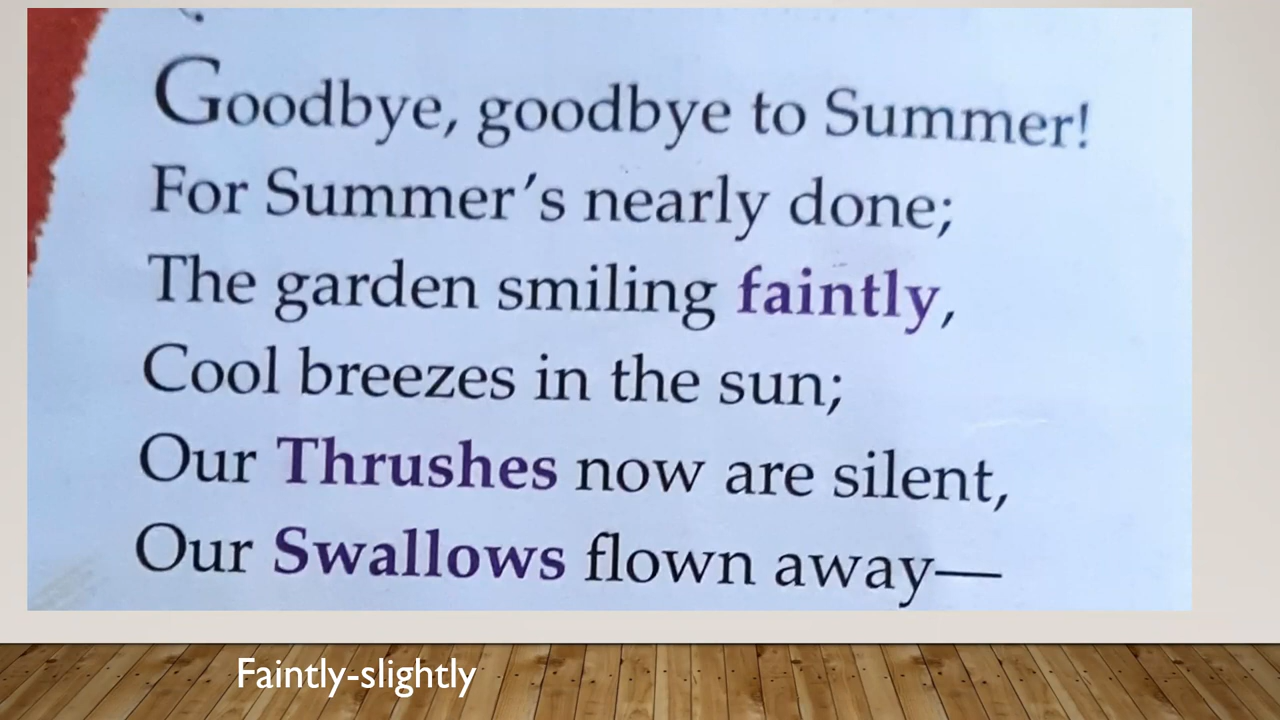 Goodbye, goodbye to Summer!
For Summer's nearly done;
The garden smiling faintly,
Cool breezes in the sun;
Our Thrushes now are silent,
Our Swallows flown away—
Faintly-slightly